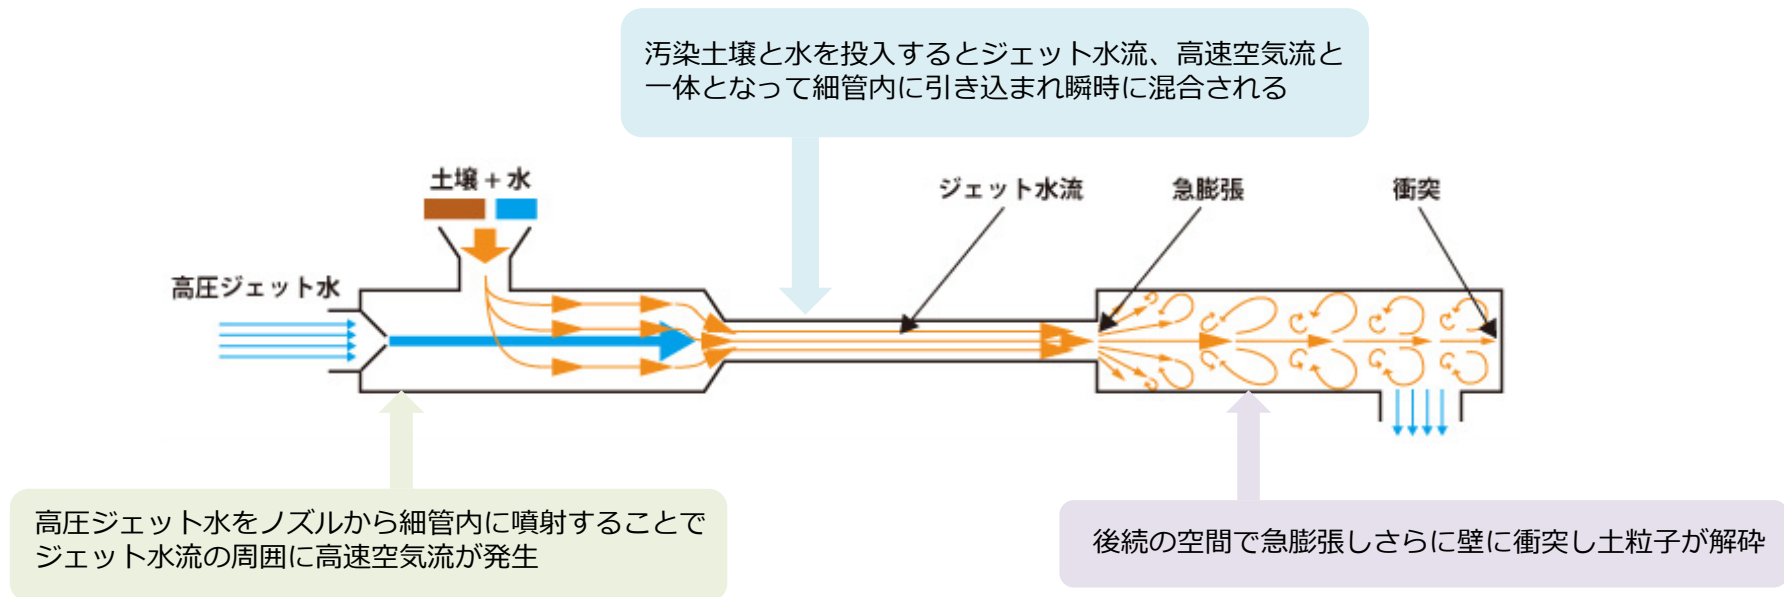 汚染土壌と水を投入するとジェット水流、高速空気流と
一体となって細管内に引き込まれ瞬時に混合される
土壌 + 水
ジェット水流
急膨張
衝突
高圧ジェット水
高圧ジェット水をノズルから細管内に噴射することで
ジェット水流の周囲に高速空気流が発生
後続の空間で急膨張しさらに壁に衝突し土粒子が解砕